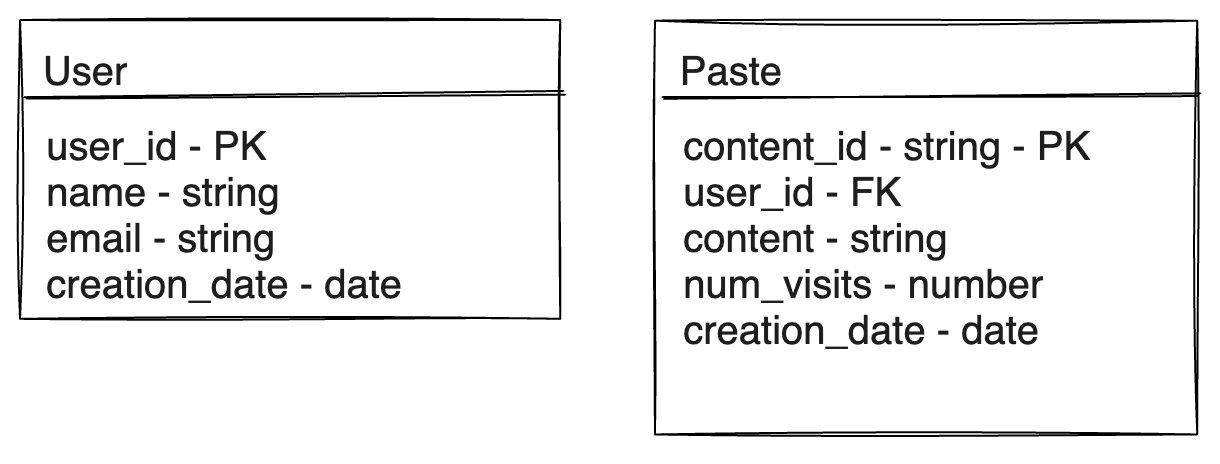 User
user_id - PK
name - string
email - string
creation_date - date
Paste
content_id - string - PK
user_id - FK
content - string
num_visits - number
creation_date - date